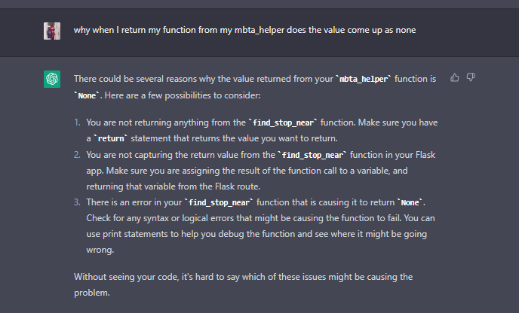 why when I return my function from my mbta_helper does the value come up as none
There could be several reasons why the value returned from your `mbta_helper` function is
`None`. Here are a few possibilities to consider:
1. You are not returning anything from the `find_stop_near` function. Make sure you have
a `return` statement that returns the value you want to return.
2. You are not capturing the return value from the `find_stop_near` function in your Flask
app. Make sure you are assigning the result of the function call to a variable, and
returning that variable from the Flask route.
3. There is an error in your `find_stop_near` function that is causing it to return `None`.
Check for any syntax or logical errors that might be causing the function to fail. You can
use print statements to help you debug the function and see where it might be going
wrong.
Without seeing your code, it's hard to say which of these issues might be causing the
problem.